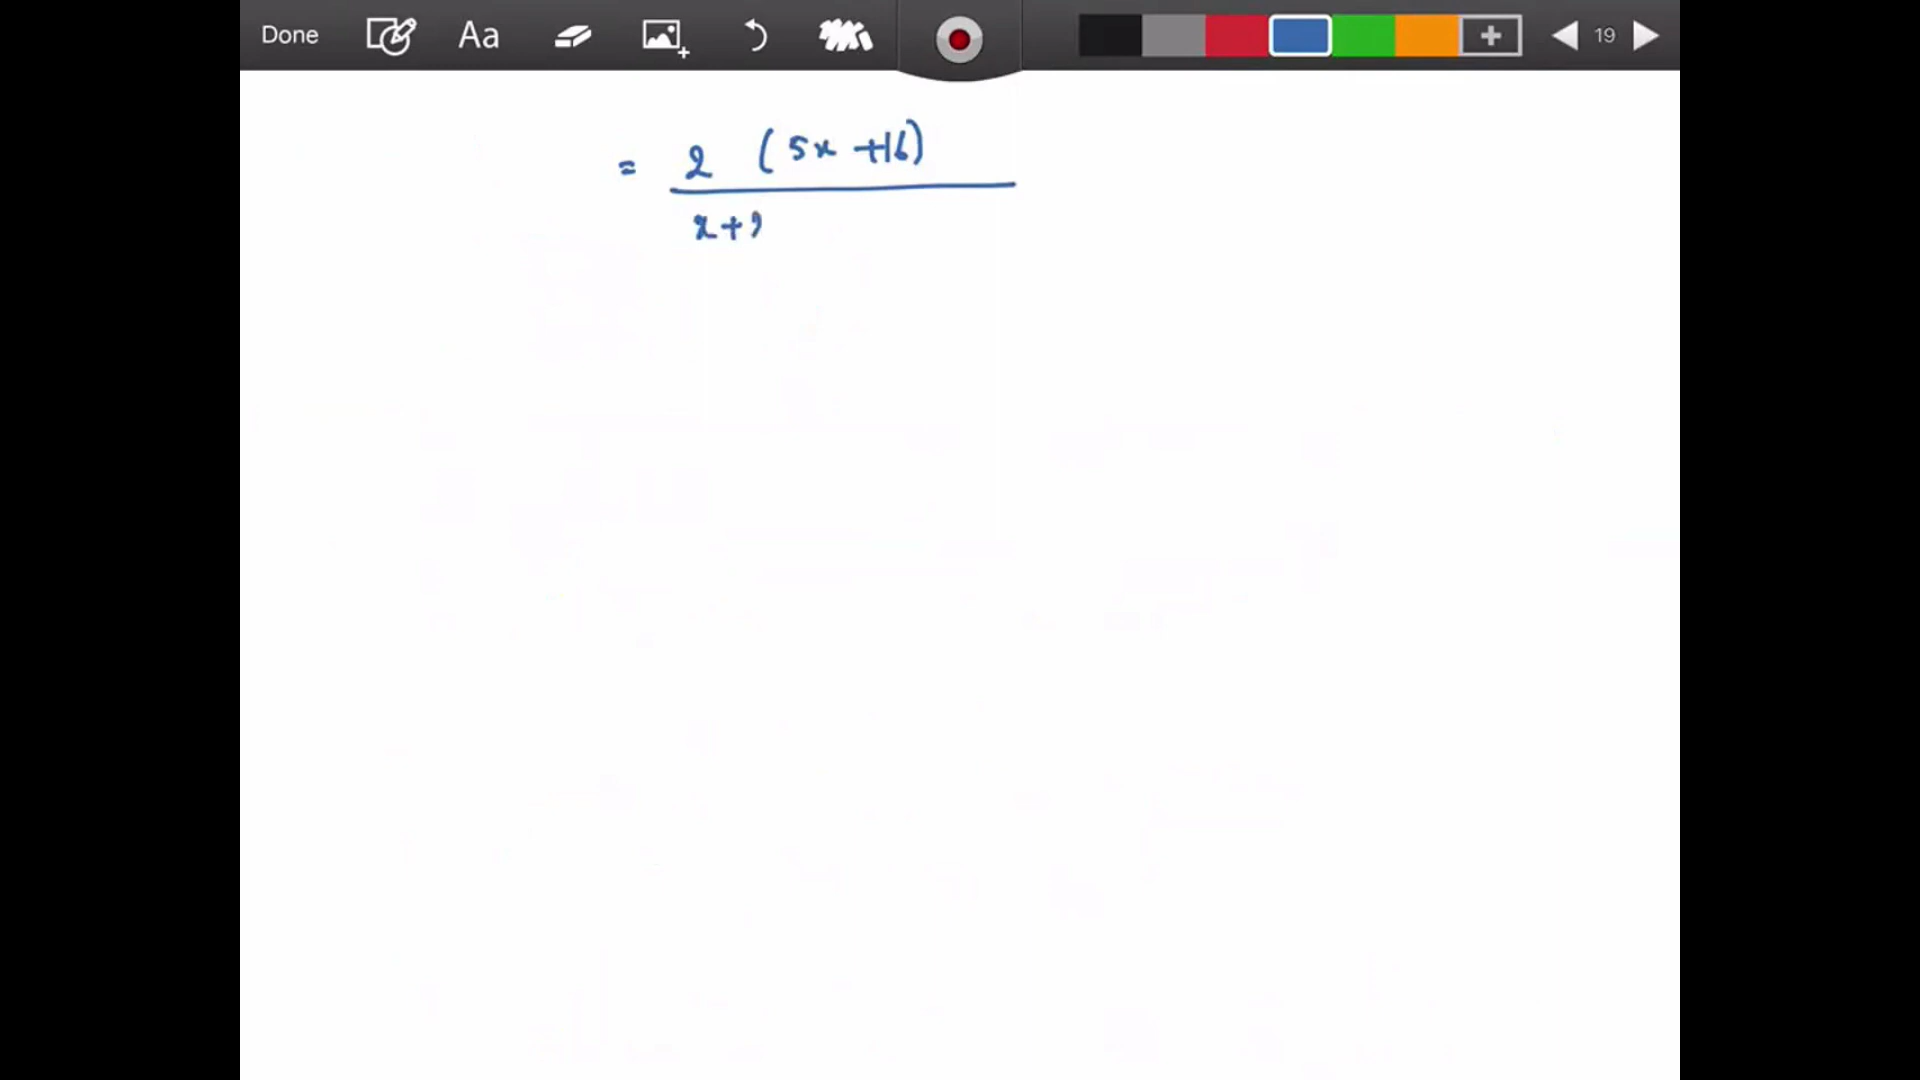 Done Aa 19
= 2 (5x +16)
x+